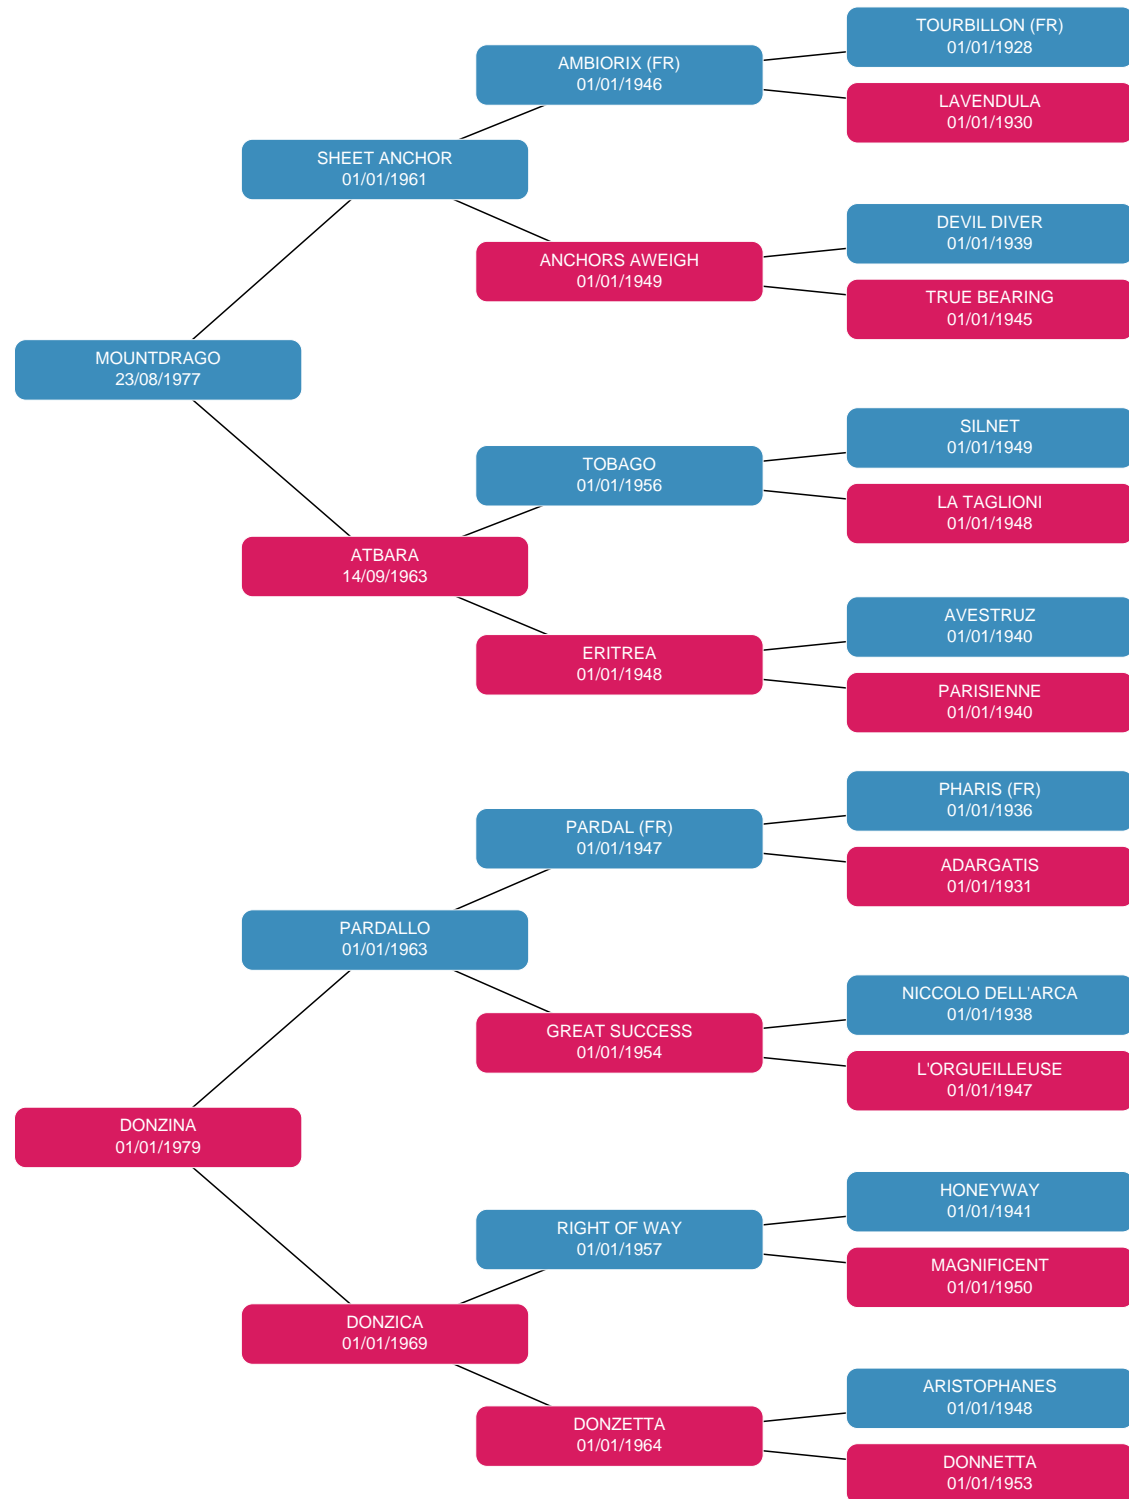 TOURBILLON (FR)
01/01/1928
AMBIORIX (FR)
01/01/1946
LAVENDULA
01/01/1930
SHEET ANCHOR
01/01/1961
DEVIL DIVER
01/01/1939
ANCHORS AWEIGH
01/01/1949
TRUE BEARING
01/01/1945
MOUNTDRAGO
23/08/1977
SILNET
01/01/1949
TOBAGO
01/01/1956
LA TAGLIONI
01/01/1948
ATBARA
14/09/1963
AVESTRUZ
01/01/1940
ERITREA
01/01/1948
PARISIENNE
01/01/1940
PHARIS (FR)
01/01/1936
PARDAL (FR)
01/01/1947
ADARGATIS
01/01/1931
PARDALLO
01/01/1963
NICCOLO DELL'ARCA
01/01/1938
GREAT SUCCESS
01/01/1954
L'ORGUEILLEUSE
01/01/1947
DONZINA
01/01/1979
HONEYWAY
01/01/1941
RIGHT OF WAY
01/01/1957
MAGNIFICENT
01/01/1950
DONZICA
01/01/1969
ARISTOPHANES
01/01/1948
DONZETTA
01/01/1964
DONNETTA
01/01/1953